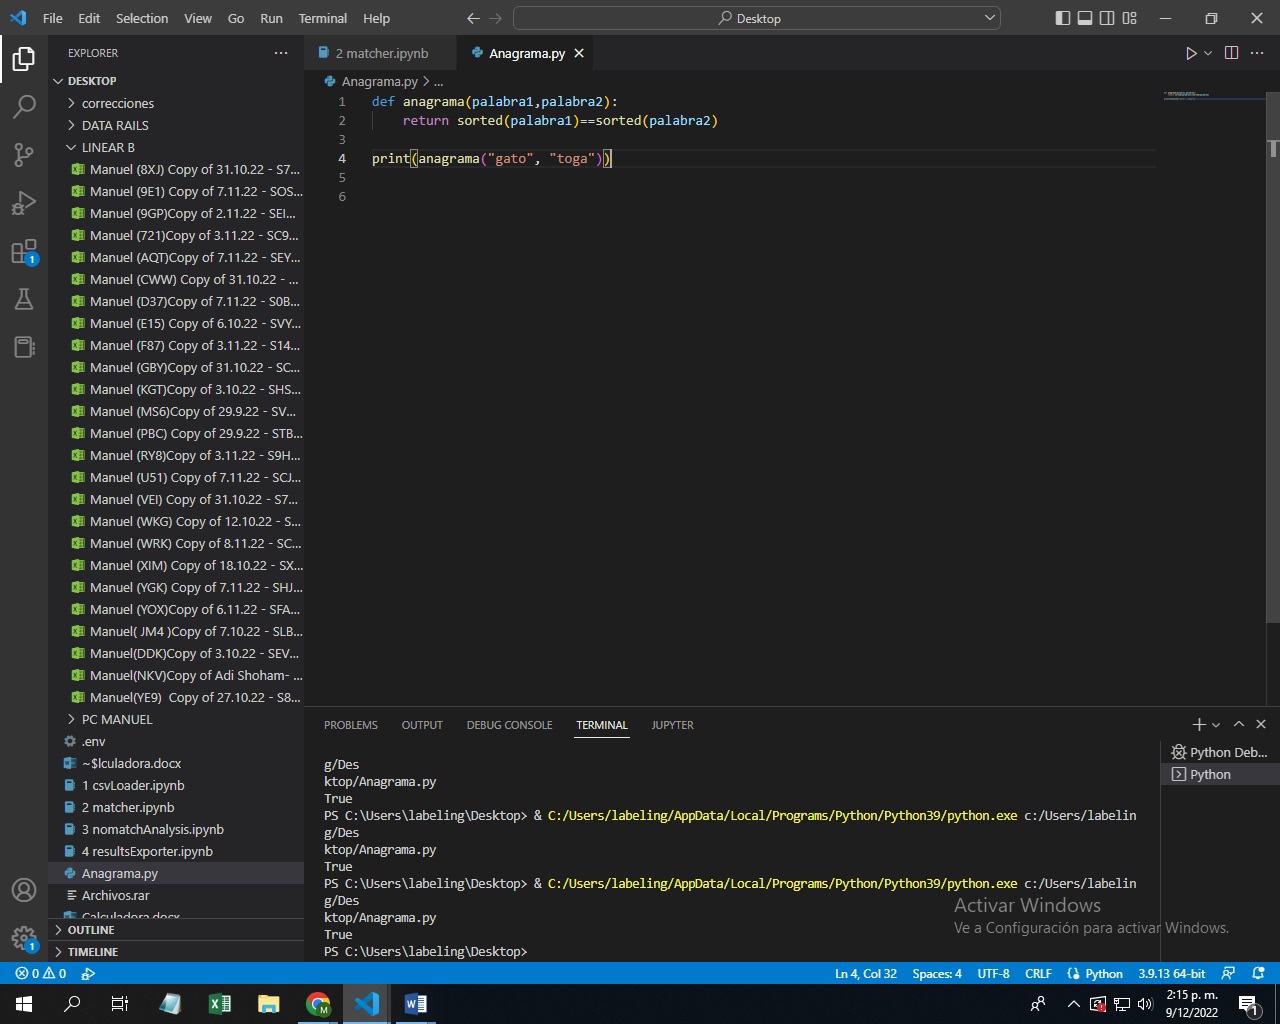 File Edit Selection View Go Run Terminal Help
Desktop
EXPLORER
DESKTOP
correcciones
DATA RAILS
LINEAR B
Manuel (8XJ) Copy of 31.10.22 - S7...
Manuel (9E1) Copy of 7.11.22 - SOS...
Manuel (9GP)Copy of 2.11.22 - SEI...
Manuel (721)Copy of 3.11.22 - SC9...
Manuel (AQT)Copy of 7.11.22 - SEY...
Manuel (CWW) Copy of 31.10.22 - ...
Manuel (D37)Copy of 7.11.22 - S0B...
Manuel (E15) Copy of 6.10.22 - SVY...
Manuel (F87) Copy of 3.11.22 - S14...
Manuel (GBY)Copy of 31.10.22 - SC...
Manuel (KGT)Copy of 3.10.22 - SHS...
Manuel (MS6)Copy of 29.9.22 - SV...
Manuel (PBC) Copy of 29.9.22 - STB...
Manuel (RY8)Copy of 3.11.22 - S9H...
Manuel (U51) Copy of 7.11.22 - SCJ...
Manuel (VEI) Copy of 31.10.22 - S7...
Manuel (WKG) Copy of 12.10.22 - S...
Manuel (WRK) Copy of 8.11.22 - SC...
Manuel (XIM) Copy of 18.10.22 - SX...
Manuel (YGK) Copy of 7.11.22 - SHJ...
Manuel (YOX)Copy of 6.11.22 - SFA...
Manuel( JM4 )Copy of 7.10.22 - SLB...
Manuel(DDK)Copy of 3.10.22 - SEV...
Manuel(NKV)Copy of Adi Shoham- ...
Manuel(YE9)  Copy of 27.10.22 - S8...
PC MANUEL
.env
~$lculadora.docx
1 csvLoader.ipynb
2 matcher.ipynb
3 nomatchAnalysis.ipynb
4 resultsExporter.ipynb
Anagrama.py
Archivos.rar
Calculadora.docx
OUTLINE
TIMELINE
2 matcher.ipynb
Anagrama.py
Anagrama.py > ...
1 def anagrama(palabra1,palabra2):
2     return sorted(palabra1)==sorted(palabra2)
3
4 print(anagrama("gato", "toga"))
5
6
PROBLEMS OUTPUT DEBUG CONSOLE TERMINAL JUPYTER
g/Des
ktop/Anagrama.py
True
PS C:\Users\labeling\Desktop> & C:/Users/labeling/AppData/Local/Programs/Python/Python39/python.exe c:/Users/labelin
g/Des
ktop/Anagrama.py
True
PS C:\Users\labeling\Desktop> & C:/Users/labeling/AppData/Local/Programs/Python/Python39/python.exe c:/Users/labelin
g/Des
ktop/Anagrama.py
True
PS C:\Users\labeling\Desktop>
Python Deb...
Python
Activar Windows
Ve a Configuración para activar Windows.
0 0
Ln 4, Col 32 Spaces: 4 UTF-8 CRLF Python 3.9.13 64-bit
2:15 p. m.
9/12/2022